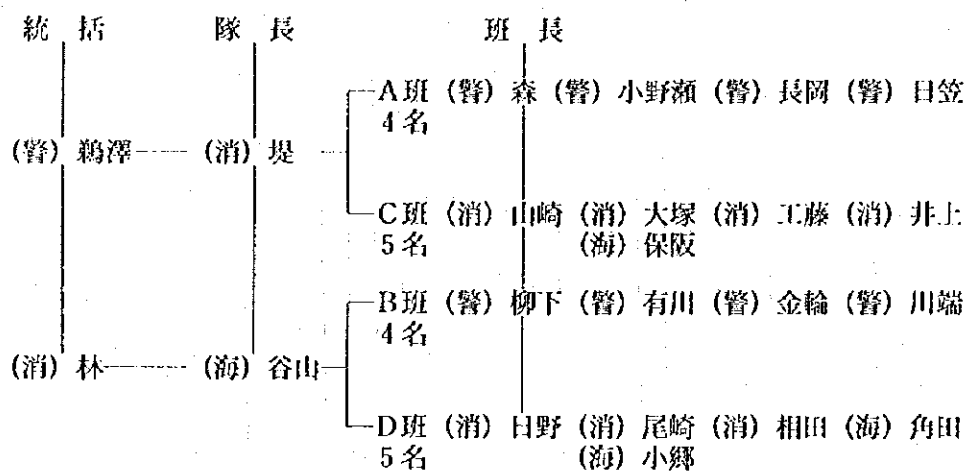 統括 隊長 班長
A班 (警) 森 (警) 小野瀬 (警) 長岡 (警) 日笠
4名
(警) 鵜澤 (消) 堤
C班 (消) 山崎 (消) 大塚 (消) 工藤 (消) 井上
5名 (海) 保阪
B班 (警) 柳下 (警) 有川 (警) 金輪 (警) 川端
4名
(消) 林 (海) 谷山
D班 (消) 日野 (消) 尾崎 (消) 相田 (海) 角田
5名 (海) 小郷